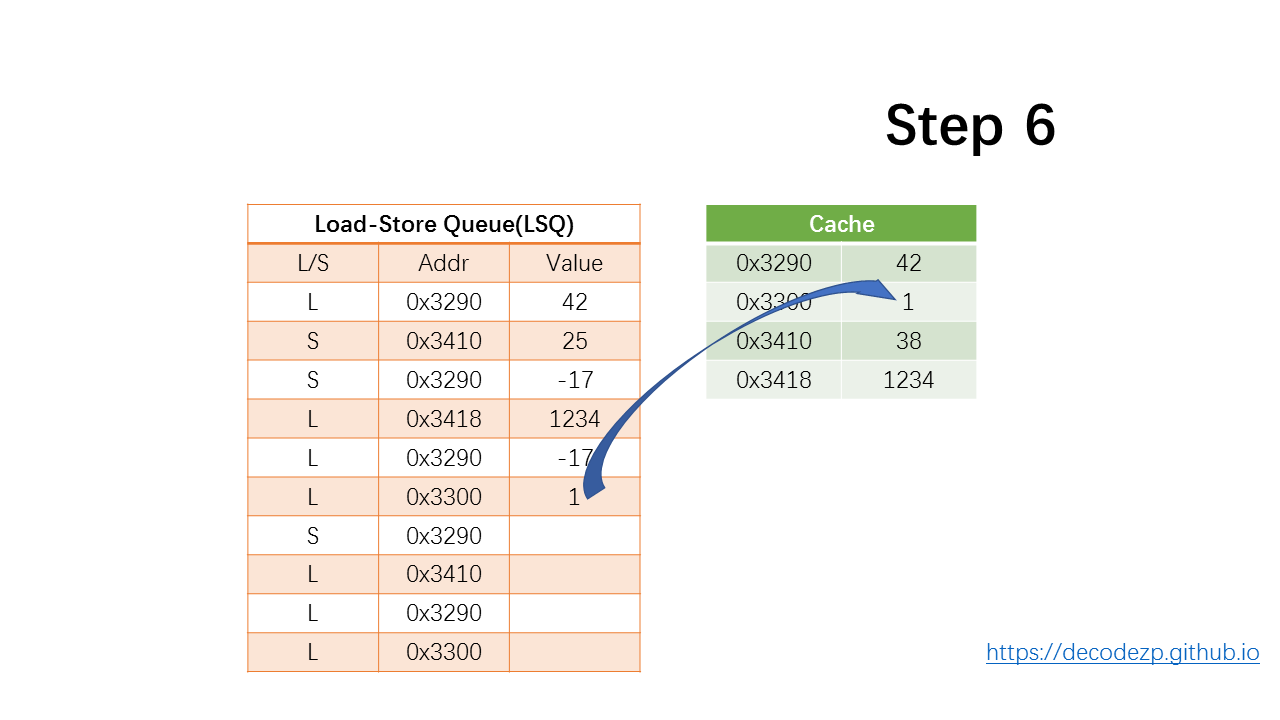 Step 6
Load-Store Queue(LSQ)
L/S Addr Value
L 0x3290 42
S 0x3410 25
S 0x3290 -17
L 0x3418 1234
L 0x3290 -17
L 0x3300 1
S 0x3290
L 0x3410
L 0x3290
L 0x3300
Cache
0x3290 42
0x3300 1
0x3410 38
0x3418 1234
https://decodezp.github.io